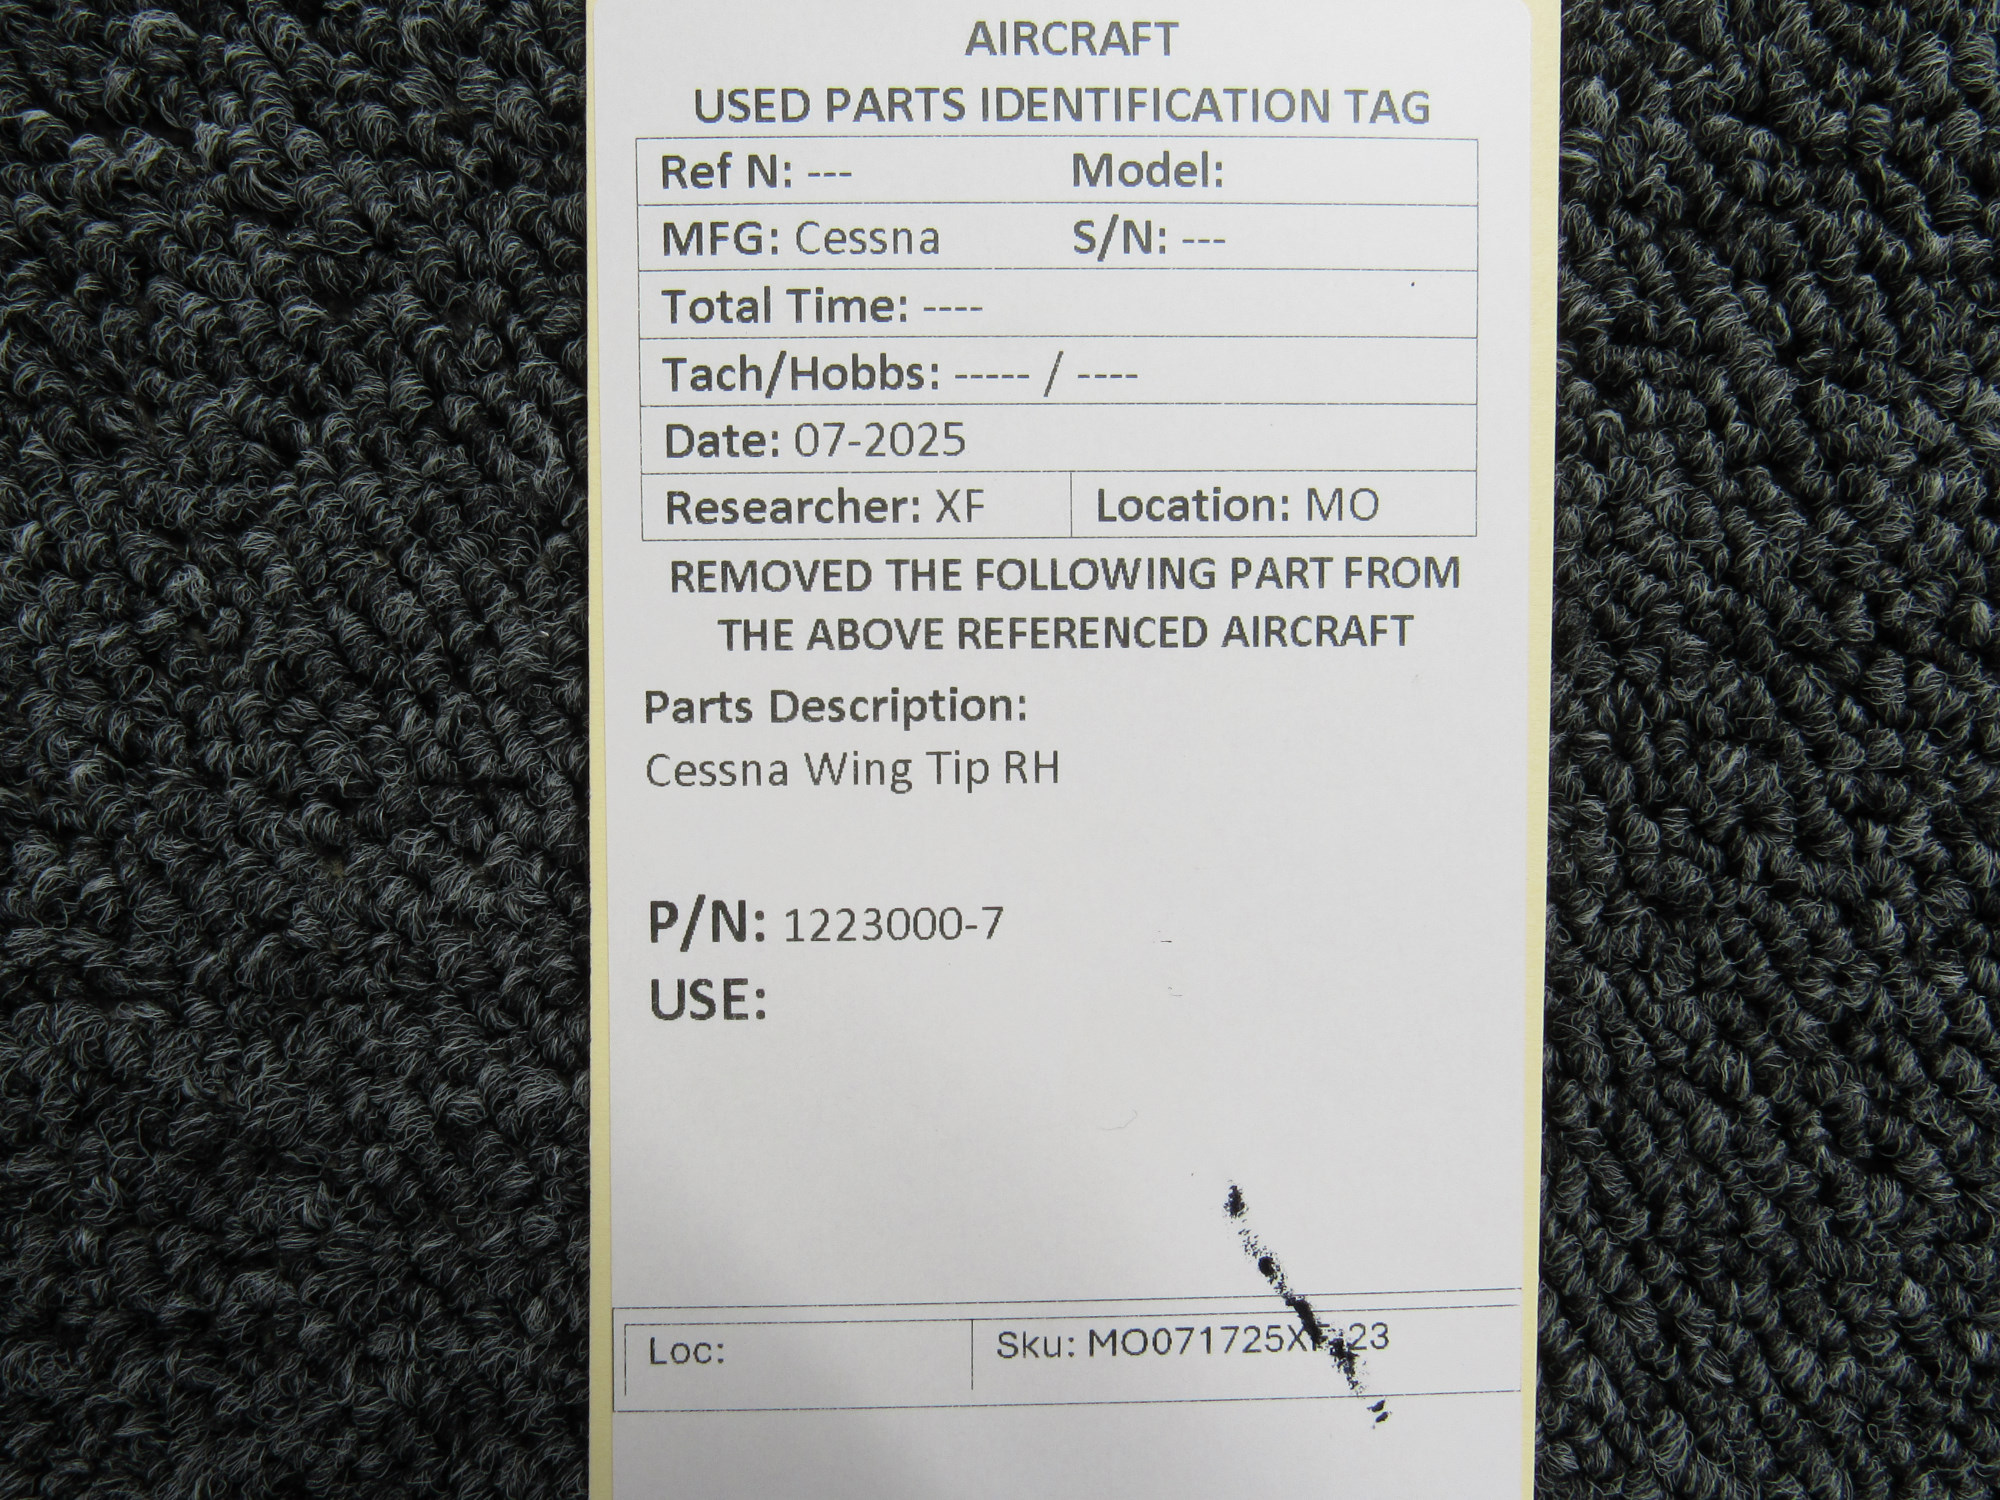 AIRCRAFT
USED PARTS IDENTIFICATION TAG
Ref N: --- Model:
MFG: Cessna S/N: ---
Total Time: ----
Tach/Hobbs: ----- / ----
Date: 07-2025
Researcher: XF Location: MO
REMOVED THE FOLLOWING PART FROM
THE ABOVE REFERENCED AIRCRAFT
Parts Description:
Cessna Wing Tip RH
P/N: 1223000-7
USE:
Loc: Sku: